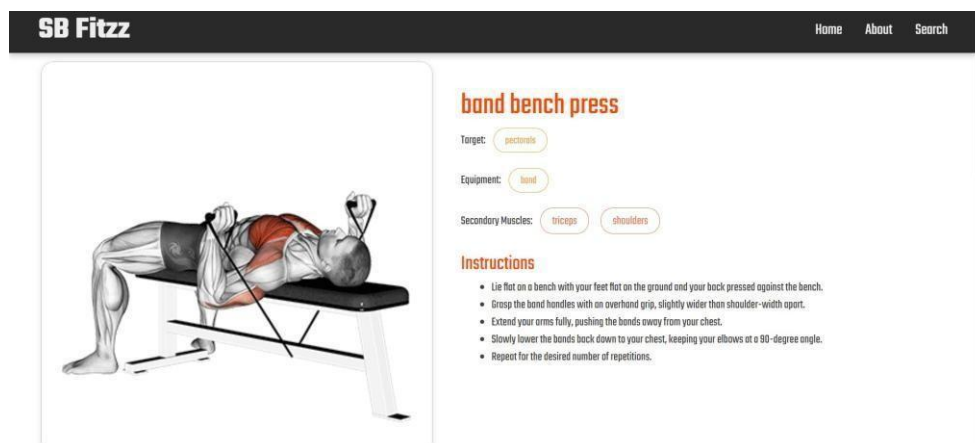 SB Fitzz
Home About Search
band bench press
Target: pectorals
Equipment: band
Secondary Muscles: triceps shoulders
Instructions
• Lie flat on a bench with your feet flat on the ground and your back pressed against the bench.
• Grasp the band handles with an overhand grip, slightly wider than shoulder-width apart.
• Extend your arms fully, pushing the bands away from your chest.
• Slowly lower the bands back down to your chest, keeping your elbows at a 90-degree angle.
• Repeat for the desired number of repetitions.